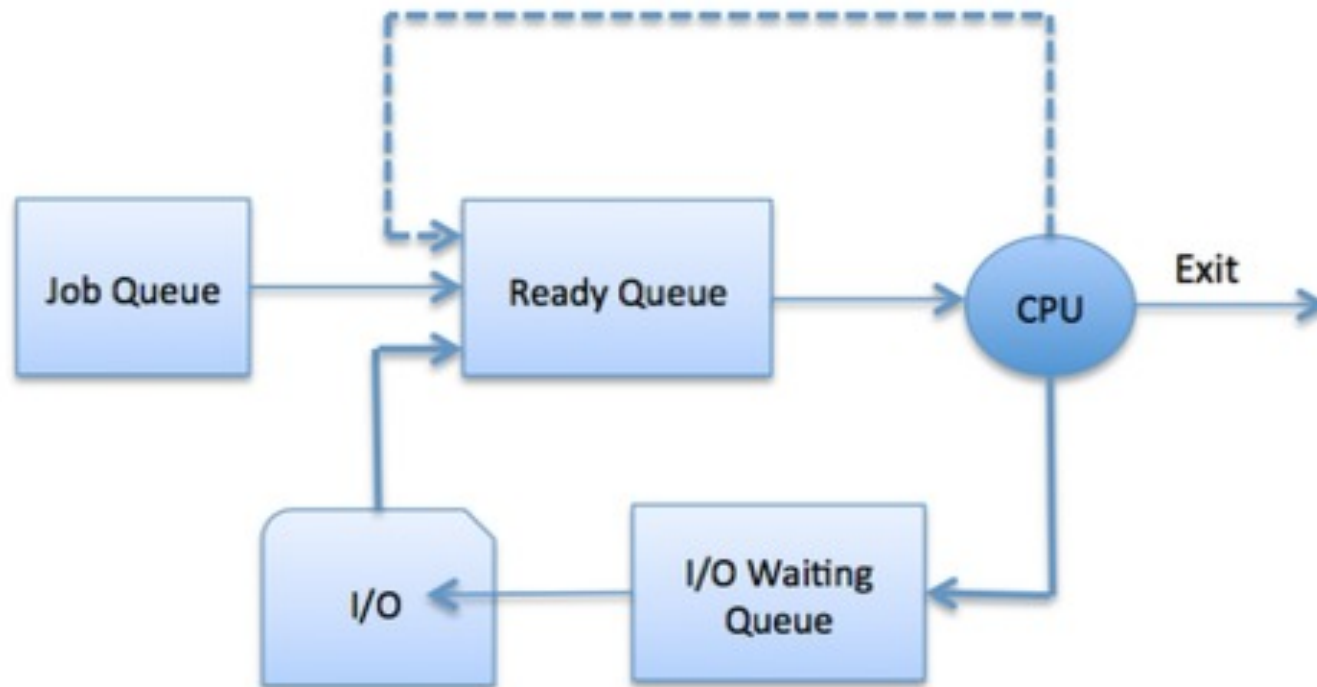 Job Queue
Ready Queue
CPU
Exit
I/O
I/O Waiting
Queue